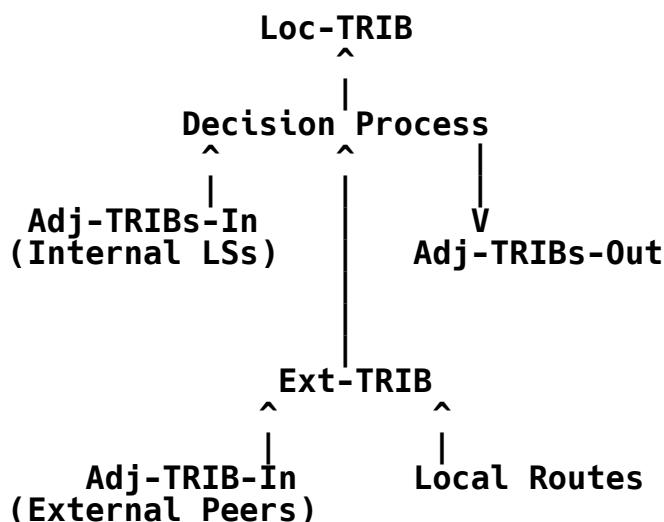 Loc-TRIB
Decision Process
Adj-TRIBs-In
(Internal LSs)
Adj-TRIBs-Out
Ext-TRIB
Adj-TRIB-In
(External Peers)
Local Routes